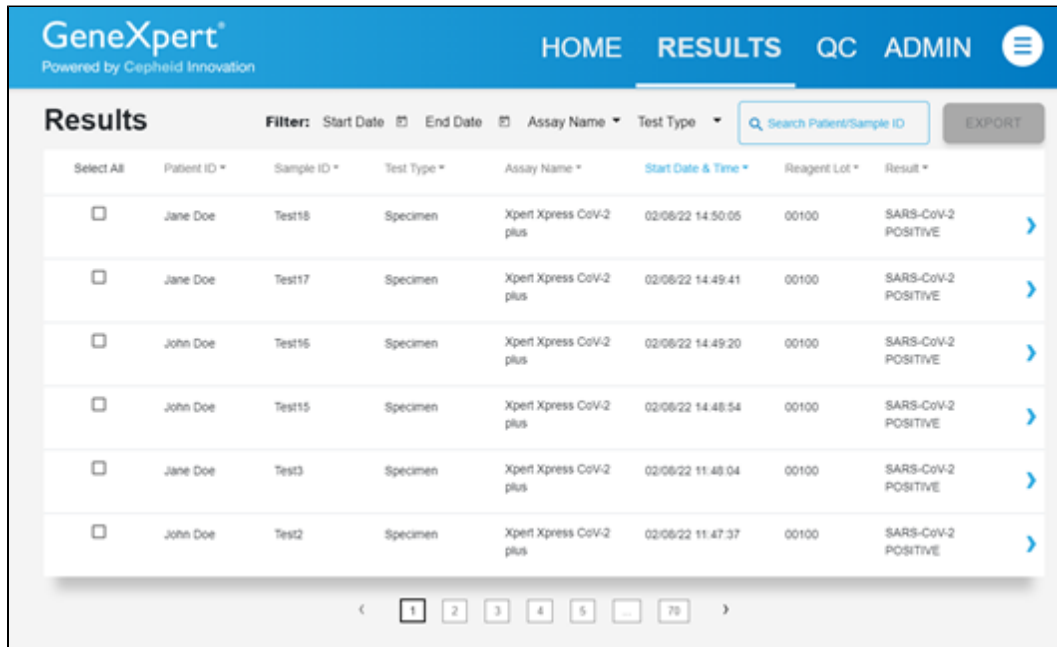 GeneXpert®
Powered by Cepheid Innovation
HOME RESULTS QC ADMIN
Results
Filter: Start Date End Date Assay Name Test Type Search Patient/Sample ID EXPORT
Select All Patient ID Sample ID Test Type Assay Name Start Date & Time Reagent Lot Result
Jane Doe Test18 Specimen Xpert Xpress CoV-2 02/08/22 14:50:05 00100 SARS-CoV-2
plus POSITIVE
Jane Doe Test17 Specimen Xpert Xpress CoV-2 02/08/22 14:49:41 00100 SARS-CoV-2
plus POSITIVE
John Doe Test16 Specimen Xpert Xpress CoV-2 02/08/22 14:49:20 00100 SARS-CoV-2
plus POSITIVE
John Doe Test15 Specimen Xpert Xpress CoV-2 02/08/22 14:48:54 00100 SARS-CoV-2
plus POSITIVE
Jane Doe Test3 Specimen Xpert Xpress CoV-2 02/08/22 11:48:04 00100 SARS-CoV-2
plus POSITIVE
John Doe Test2 Specimen Xpert Xpress CoV-2 02/08/22 11:47:37 00100 SARS-CoV-2
plus POSITIVE
1 2 3 4 5 ... 70